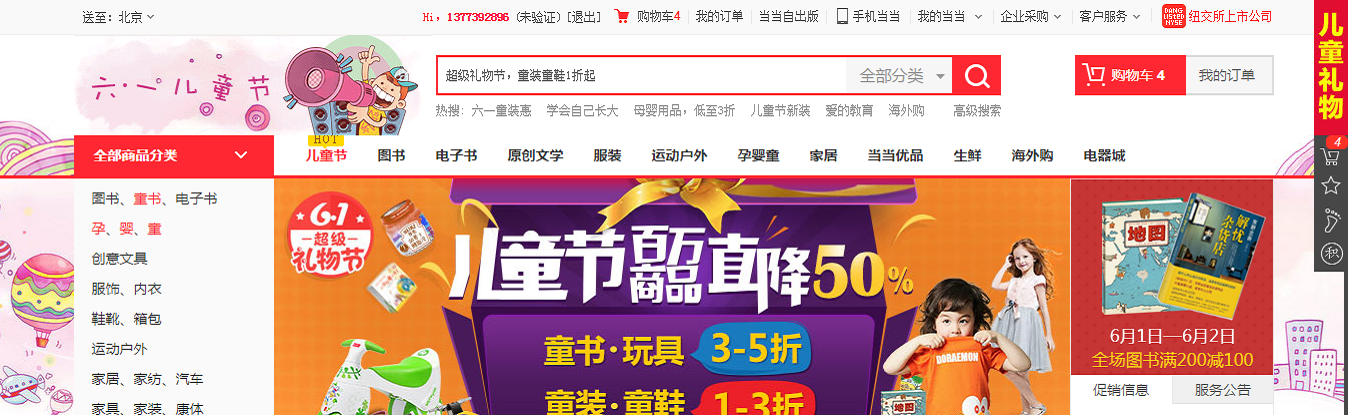 送至：北京
Hi，1377392896 (未验证) [退出]
购物车4
我的订单
当当自出版
手机当当
我的当当
企业采购
客户服务
DANG LISTED NYSE
纽交所上市公司
六·一儿童节
超级礼物节，童装童鞋1折起
全部分类
购物车 4
我的订单
热搜：六一童装惠 学会自己长大 母婴用品，低至3折 儿童节新装 爱的教育 海外购 高级搜索
全部商品分类
HOT
儿童节 图书 电子书 原创文学 服装 运动户外 孕婴童 家居 当当优品 生鲜 海外购 电器城
图书、童书、电子书
孕、婴、童
创意文具
服饰、内衣
鞋靴、箱包
运动户外
家居、家纺、汽车
家具、家装、康体
6.1
超级
礼物节
儿童节百万商品直降50%
童书·玩具 3-5折
童装·童鞋 1-3折
DORAEMON
地图
地图
解忧杂货店
6月1日—6月2日
全场图书满200减100
促销信息 服务公告
儿童礼物
4
积